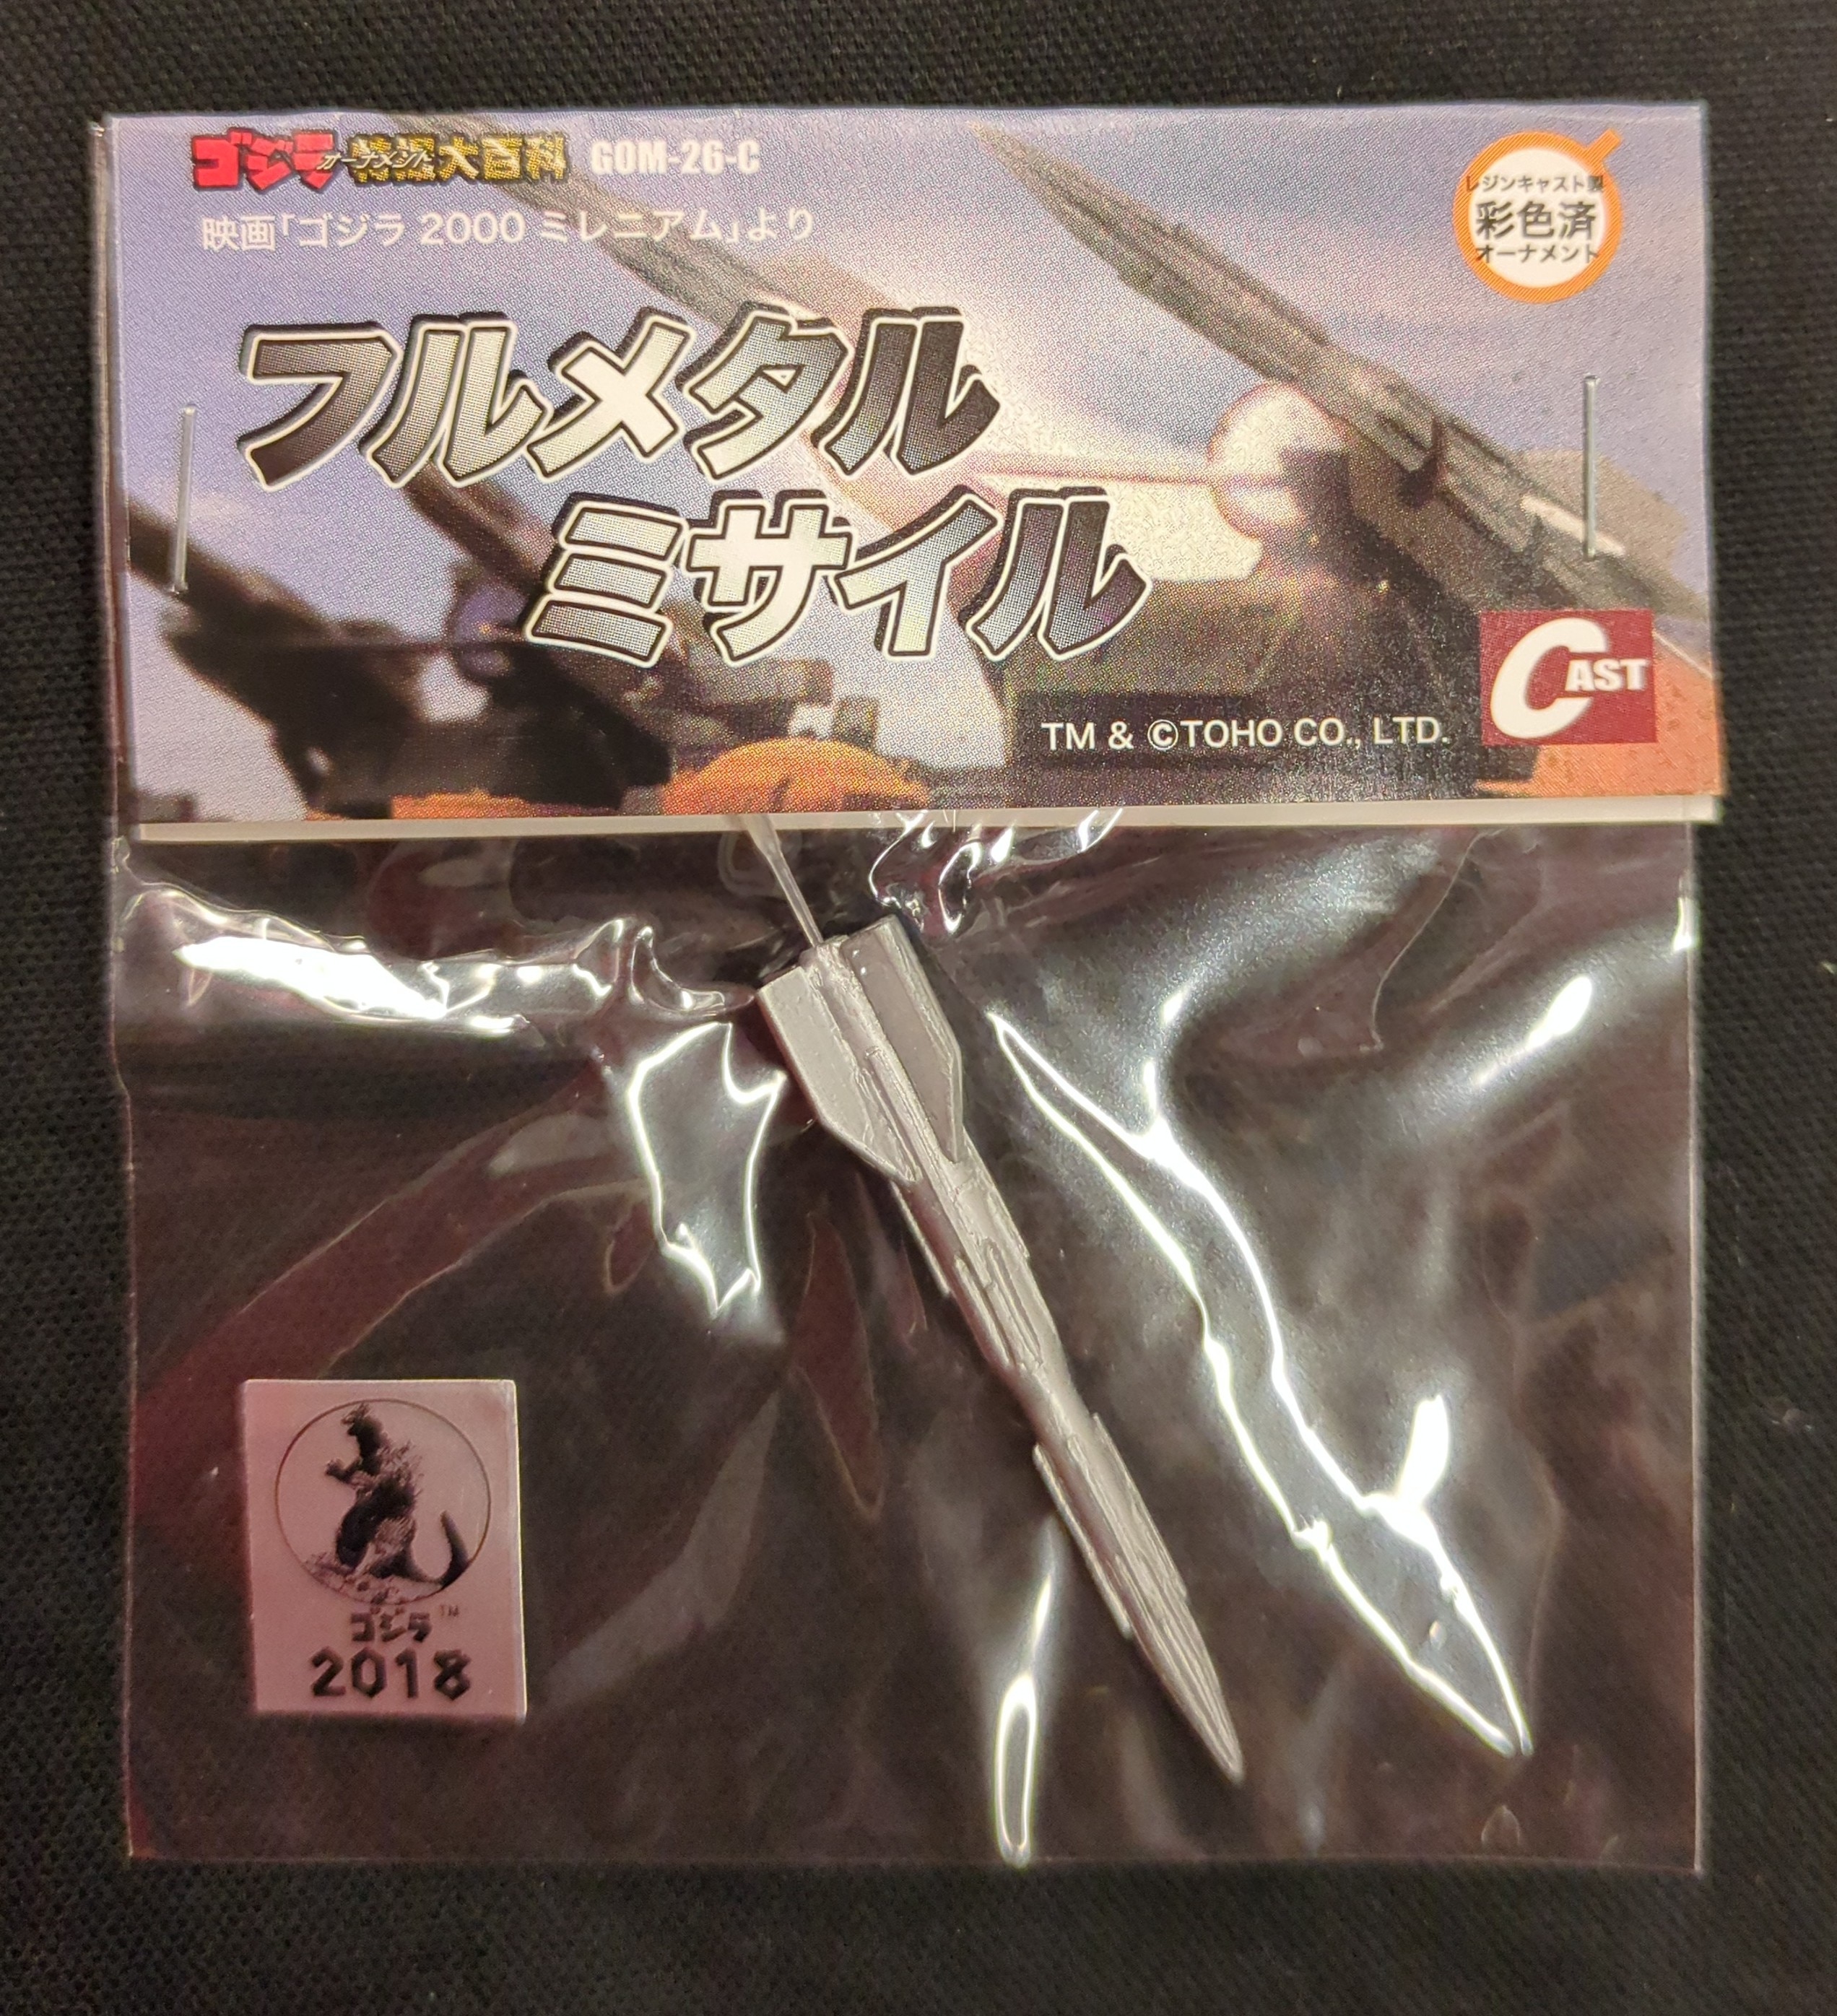 ゴジラ オーナメント 特撮大百科 GOM-26-C
映画「ゴジラ 2000 ミレニアム」より
レジンキャスト製
彩色済
オーナメント
フルメタル
ミサイル
CAST
TM & ©TOHO CO., LTD.
ゴジラ™
2018